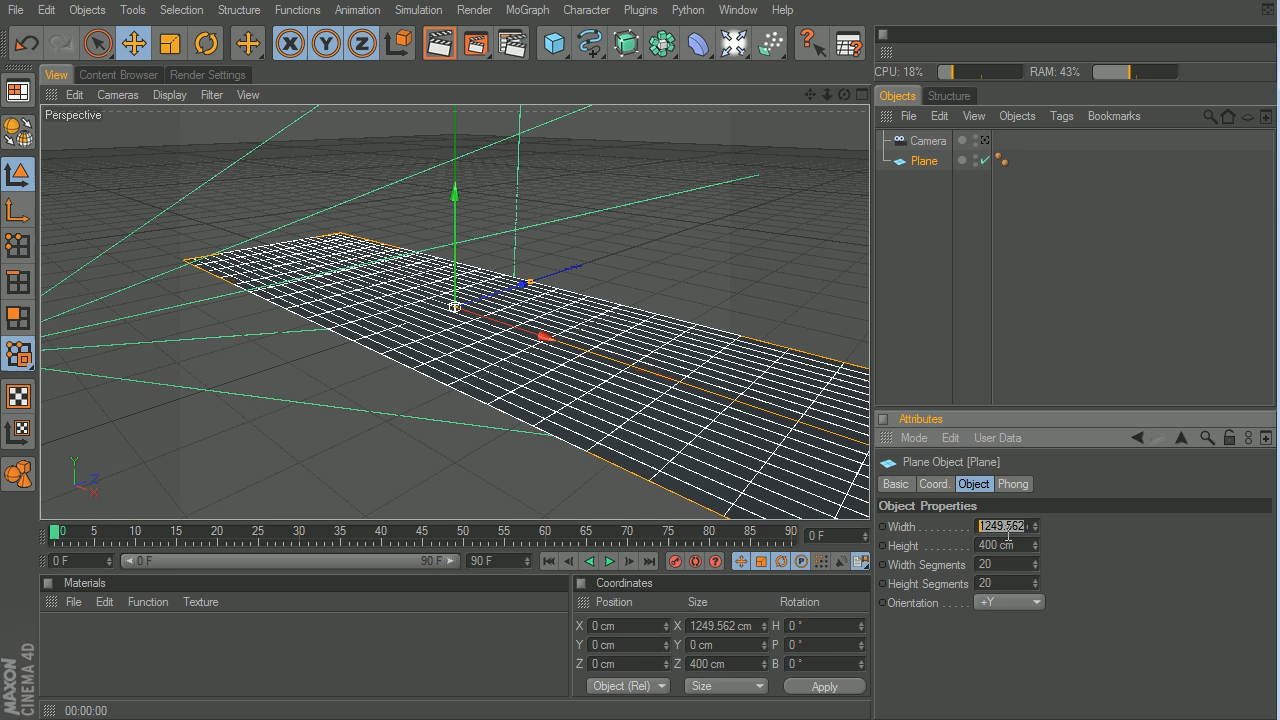 File Edit Objects Tools Selection Structure Functions Animation Simulation Render MoGraph Character Plugins Python Window Help
CPU: 18% RAM: 43%
View Content Browser Render Settings
Edit Cameras Display Filter View
Perspective
Objects Structure
File Edit View Objects Tags Bookmarks
Camera
Plane
Y
Z
X
Attributes
Mode Edit User Data
Plane Object [Plane]
Basic Coord. Object Phong
Object Properties
Width . . . . . . . . 1249.562
Height . . . . . . . 400 cm
Width Segments 20
Height Segments 20
Orientation . . . . . +Y
0 5 10 15 20 25 30 35 40 45 50 55 60 65 70 75 80 85 90 0 F
0 F 0 F 90 F 90 F
Materials
File Edit Function Texture
Coordinates
Position Size Rotation
X 0 cm X 1249.562 cm H 0 °
Y 0 cm Y 0 cm P 0 °
Z 0 cm Z 400 cm B 0 °
Object (Rel) Size Apply
MAXON
CINEMA 4D
00:00:00